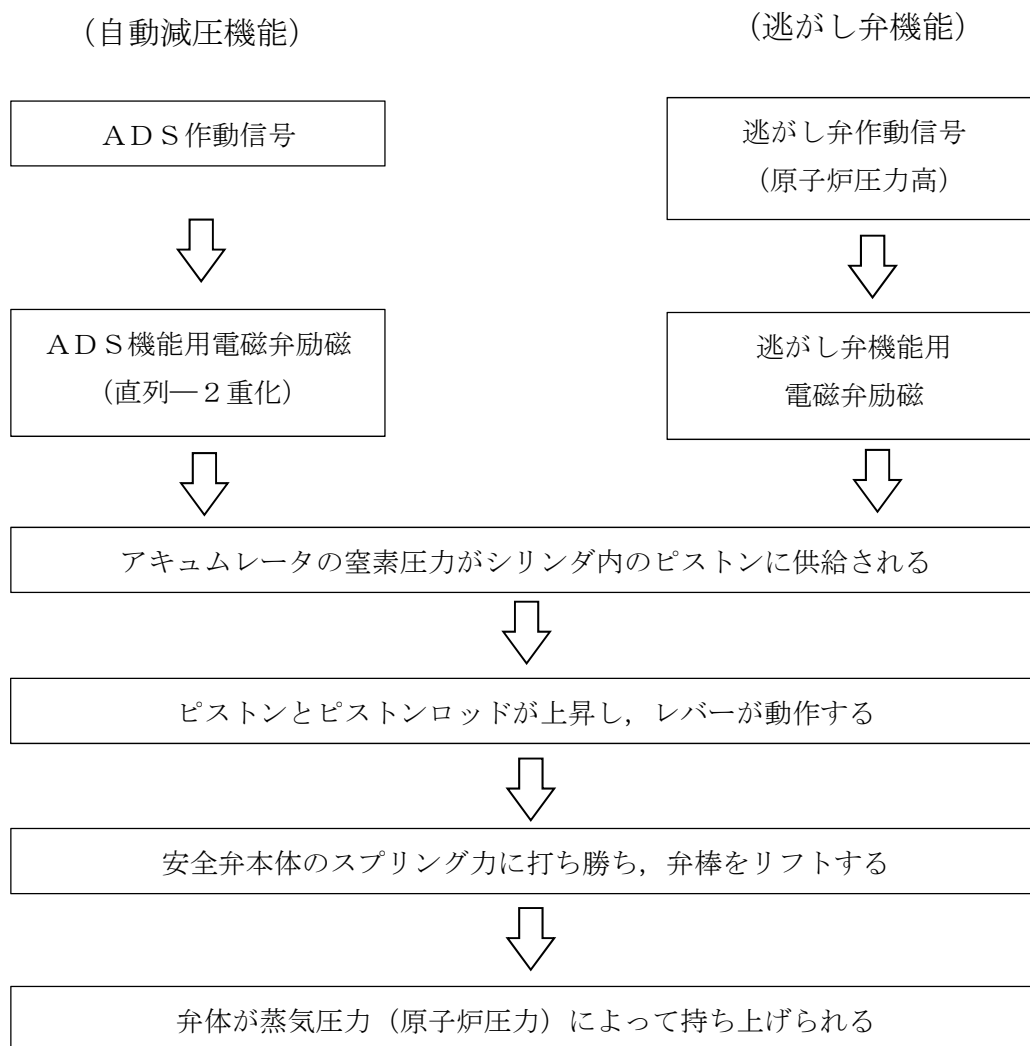 (自動減圧機能)
(逃がし弁機能)
ADS作動信号
逃がし弁作動信号
(原子炉圧力高)
ADS機能用電磁弁励磁
(直列―2重化)
逃がし弁機能用
電磁弁励磁
アキュムレータの窒素圧力がシリンダ内のピストンに供給される
ピストンとピストンロッドが上昇し,レバーが動作する
安全弁本体のスプリング力に打ち勝ち,弁棒をリフトする
弁体が蒸気圧力(原子炉圧力)によって持ち上げられる